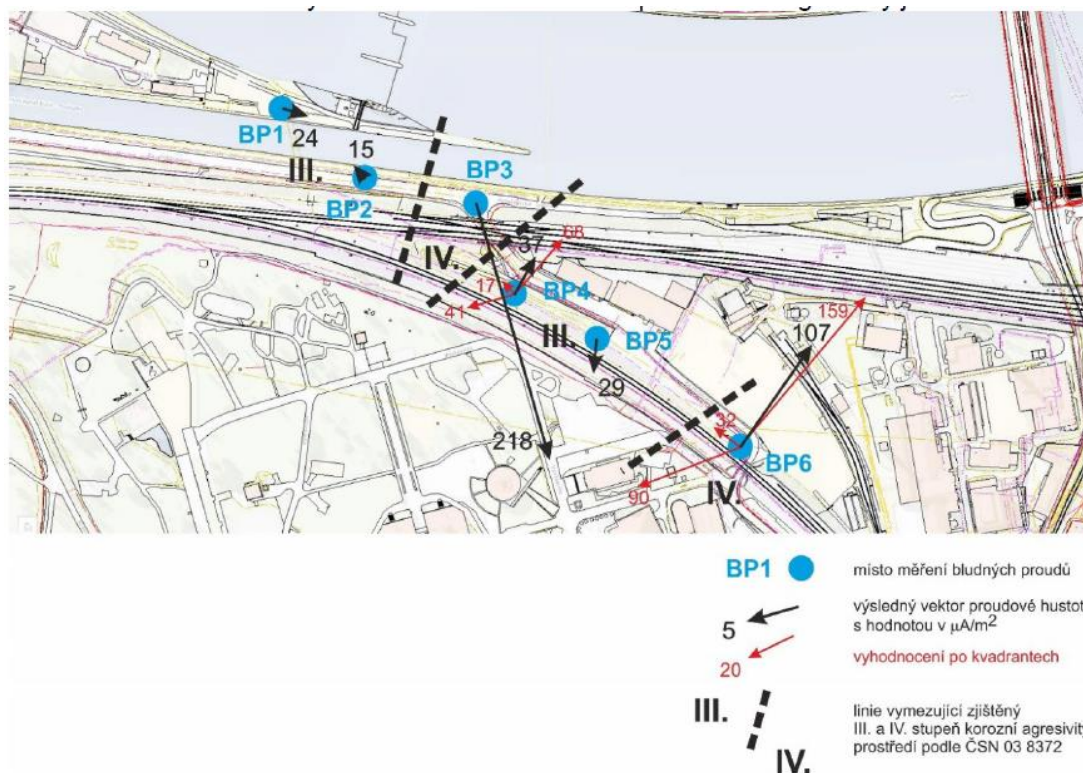 BP1
24
III.
15
BP2
BP3
IV.
37
68
17
BP4
41
III.
BP5
29
159
107
218
32
BP6
90
IV.
BP1 místo měření bludných proudů
výsledný vektor proudové hustot
5 s hodnotou v µA/m²
20 vyhodnocení po kvadrantech
III. linie vymezující zjištěný
III. a IV. stupeň korozní agresivity
IV. prostředí podle ČSN 03 8372